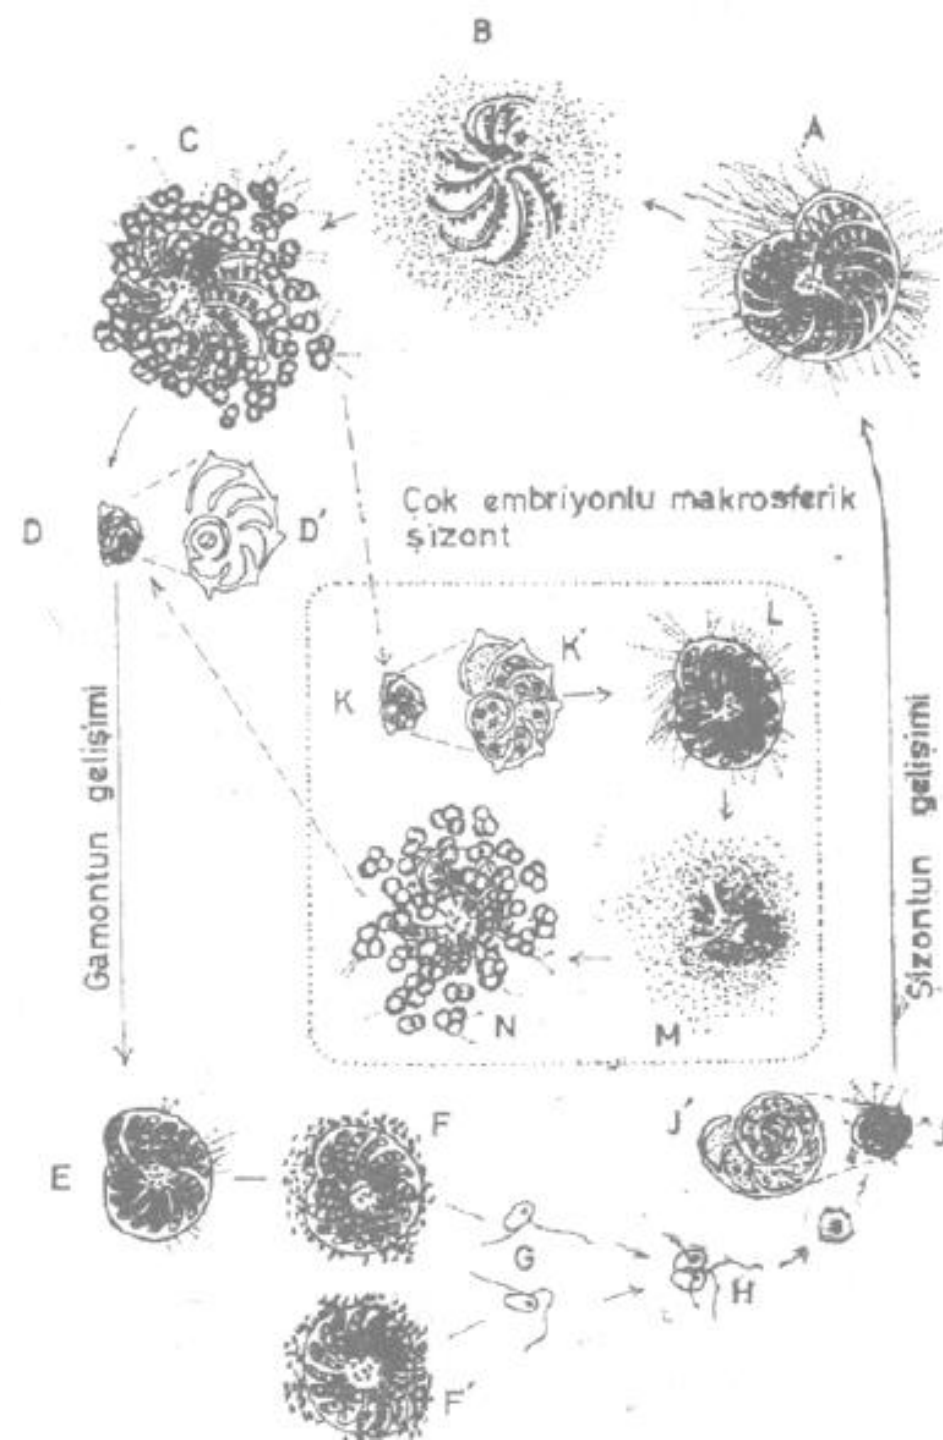 B
C
A
D
D′
Çok embriyonlu makrosferik
şizont
L
K
K′
Gamontun gelişimi
Şizontun gelişimi
N
M
E
F
J′
J
G
H
F′